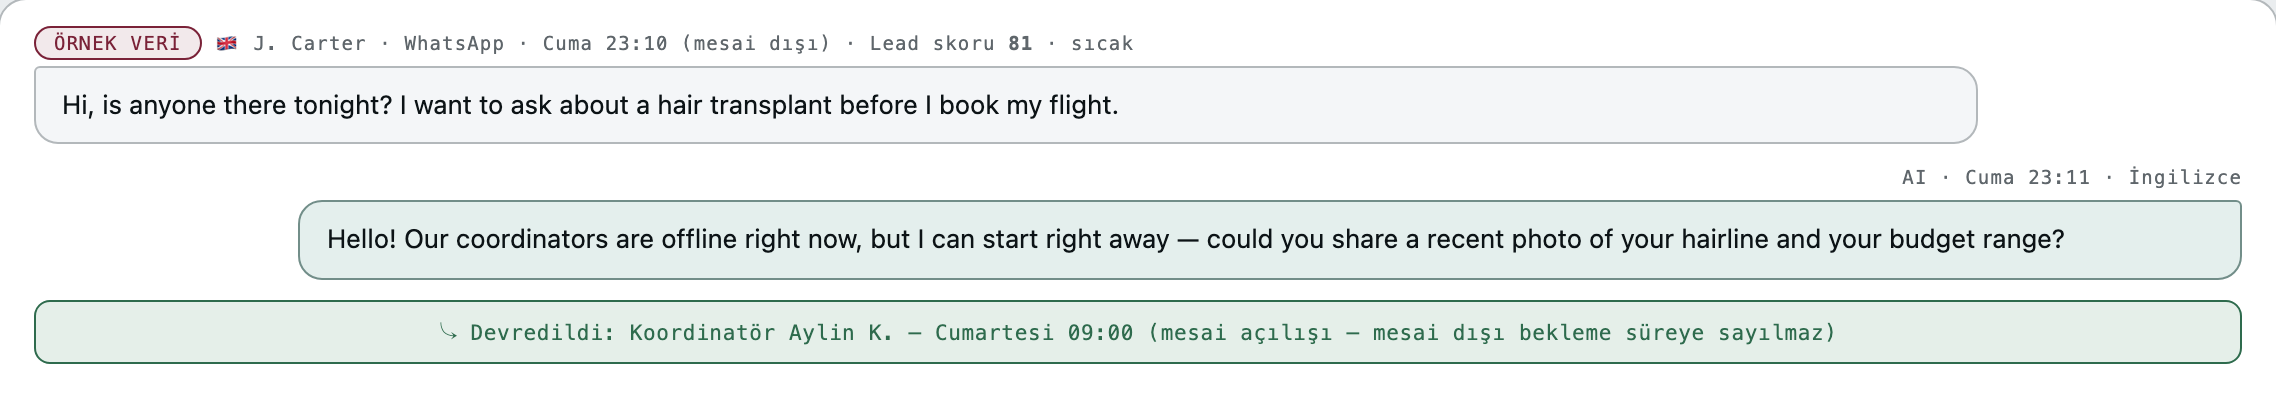 ÖRNEK VERİ 🇬🇧 J. Carter · WhatsApp · Cuma 23:10 (mesai dışı) · Lead skoru 81 · sıcak
Hi, is anyone there tonight? I want to ask about a hair transplant before I book my flight.
AI · Cuma 23:11 · İngilizce
Hello! Our coordinators are offline right now, but I can start right away — could you share a recent photo of your hairline and your budget range?
⤷ Devredildi: Koordinatör Aylin K. — Cumartesi 09:00 (mesai açılışı — mesai dışı bekleme süreye sayılmaz)